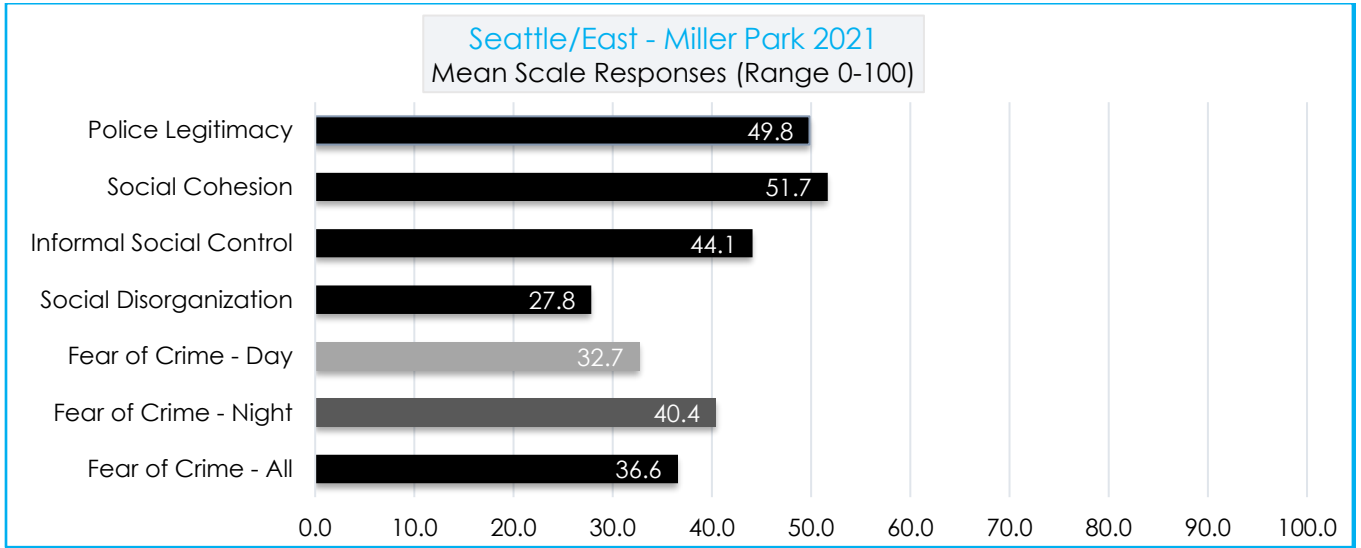 Seattle/East - Miller Park 2021
Mean Scale Responses (Range 0-100)
Police Legitimacy 49.8
Social Cohesion 51.7
Informal Social Control 44.1
Social Disorganization 27.8
Fear of Crime - Day 32.7
Fear of Crime - Night 40.4
Fear of Crime - All 36.6
0.0 10.0 20.0 30.0 40.0 50.0 60.0 70.0 80.0 90.0 100.0